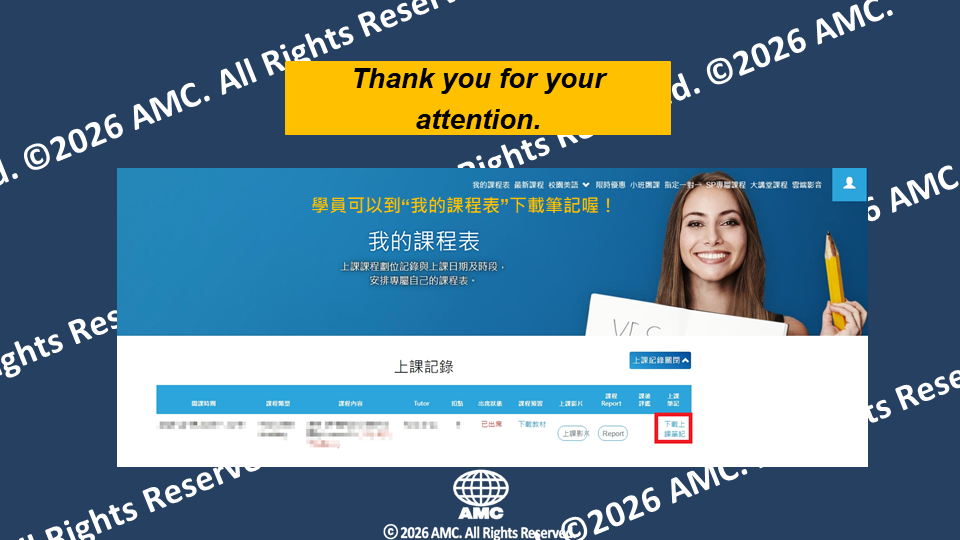 Thank you for your
attention.
我的課程表 最新課程 校園美語 限時優惠 小班團課 指定一對一 SP專屬課程 大講堂課程 雲端影音
學員可以到“我的課程表”下載筆記喔！
我的課程表
上課課程劃位記錄與上課日期及時段，
安排專屬自己的課程表。
上課記錄
上課記錄關閉
開課時間 課程類型 課程內容 Tutor 扣點 出席狀態 課程預習 上課影片 課程 Report 課後評鑑 上課筆記
已出席 下載教材 上課影片 Report 下載上課筆記
AMC
© 2026 AMC. All Rights Reserved.
©2026 AMC. All Rights Reserved.
©2026 AMC.
©2026 AMC.